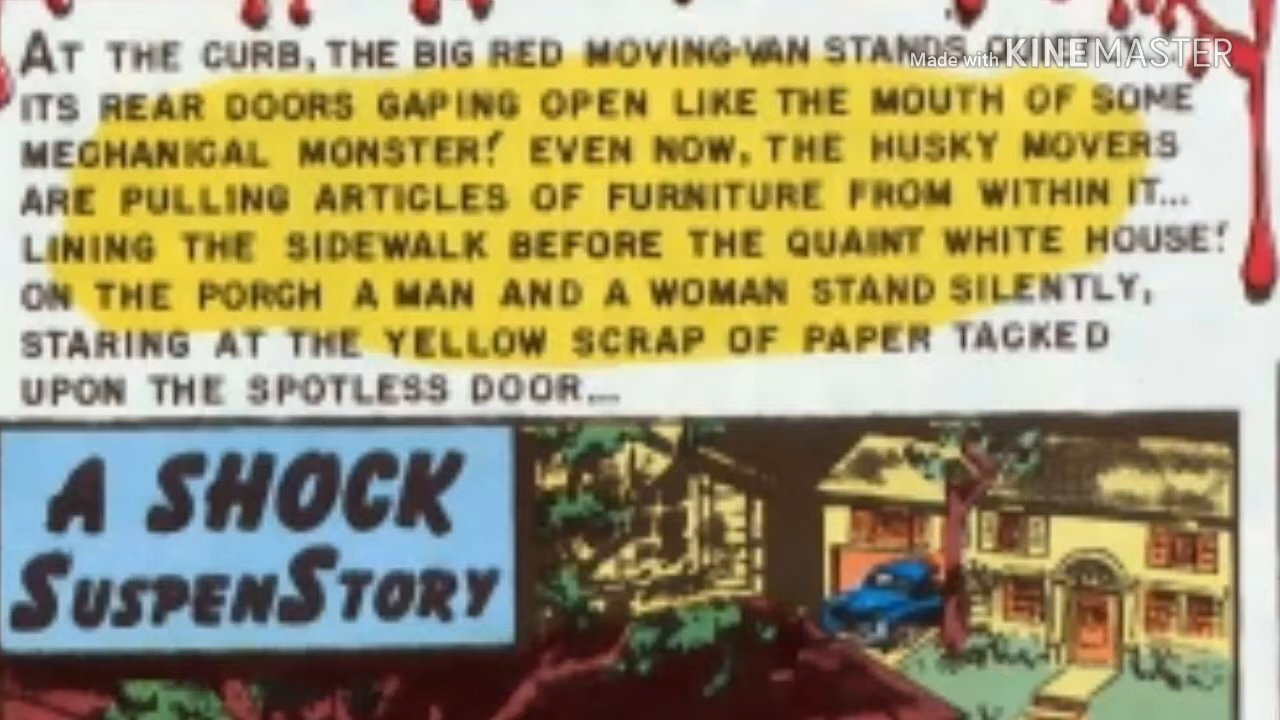 AT THE CURB, THE BIG RED MOVING-VAN STANDS
Made with KINEMASTER
ITS REAR DOORS GAPING OPEN LIKE THE MOUTH OF SOME
MECHANICAL MONSTER! EVEN NOW, THE HUSKY MOVERS
ARE PULLING ARTICLES OF FURNITURE FROM WITHIN IT...
LINING THE SIDEWALK BEFORE THE QUAINT WHITE HOUSE!
ON THE PORCH A MAN AND A WOMAN STAND SILENTLY,
STARING AT THE YELLOW SCRAP OF PAPER TACKED
UPON THE SPOTLESS DOOR...
A SHOCK
SUSPENSTORY